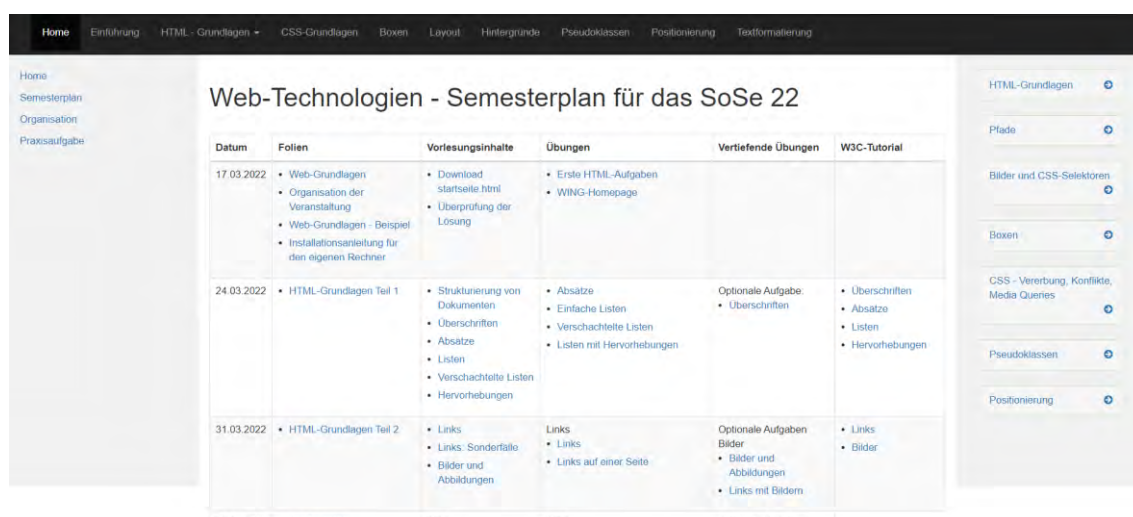 Home Einführung HTML - Grundlagen CSS-Grundlagen Boxen Layout Hintergründe Pseudoklassen Positionierung Textformatierung
Home
Semesterplan
Organisation
Praxisaufgabe
Web-Technologien - Semesterplan für das SoSe 22
Datum Folien Vorlesungsinhalte Übungen Vertiefende Übungen W3C-Tutorial
17.03.2022
• Web-Grundlagen
• Organisation der
Veranstaltung
• Web-Grundlagen - Beispiel
• Installationsanleitung für
den eigenen Rechner
• Download
startseite.html
• Überprüfung der
Lösung
• Erste HTML-Aufgaben
• WING-Homepage
24.03.2022
• HTML-Grundlagen Teil 1
• Strukturierung von
Dokumenten
• Überschriften
• Absätze
• Listen
• Verschachtelte Listen
• Hervorhebungen
• Absätze
• Einfache Listen
• Verschachtelte Listen
• Listen mit Hervorhebungen
Optionale Aufgabe:
• Überschriften
• Überschriften
• Absätze
• Listen
• Hervorhebungen
31.03.2022
• HTML-Grundlagen Teil 2
• Links
• Links: Sonderfälle
• Bilder und
Abbildungen
Links
• Links
• Links auf einer Seite
Optionale Aufgaben
Bilder
• Bilder und
Abbildungen
• Links mit Bildern
• Links
• Bilder
HTML-Grundlagen
Pfade
Bilder und CSS-Selektoren
Boxen
CSS - Vererbung, Konflikte,
Media Queries
Pseudoklassen
Positionierung